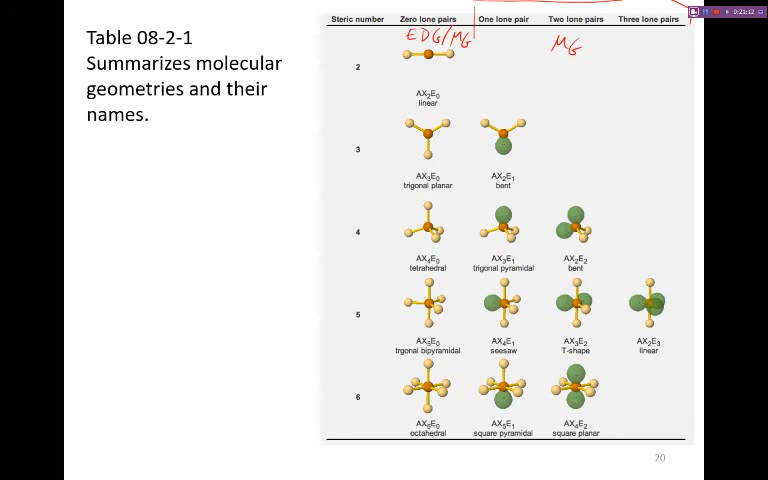 Table 08-2-1
Summarizes molecular
geometries and their
names.
Steric number Zero lone pairs One lone pair Two lone pairs Three lone pairs
EDG/MG MG
2
AX2E0
linear
3
AX3E0 AX2E1
trigonal planar bent
4
AX4E0 AX3E1 AX2E2
tetrahedral trigonal pyramidal bent
5
AX5E0 AX4E1 AX3E2 AX2E3
trgonal bipyramidal seesaw T-shape linear
6
AX6E0 AX5E1 AX4E2
octahedral square pyramidal square planar
20
0:21:12